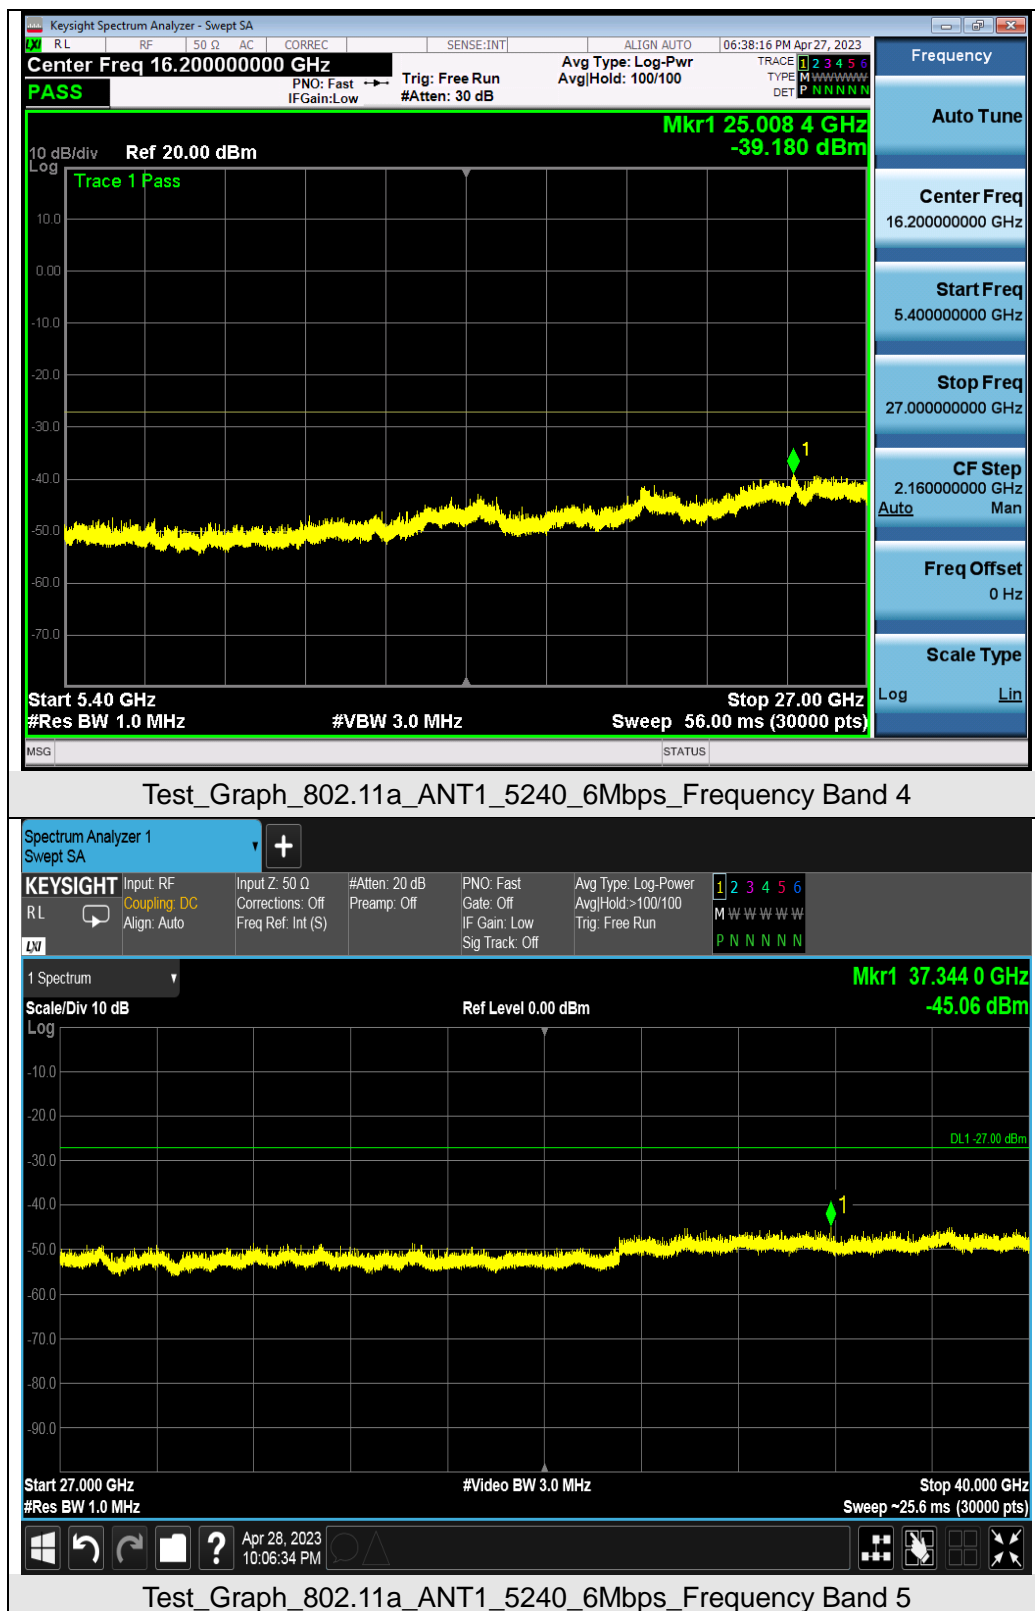 Keysight Spectrum Analyzer - Swept SA
LXI RL RF 50 Ω AC CORREC SENSE:INT ALIGN AUTO 06:38:16 PM Apr 27, 2023
Center Freq 16.200000000 GHz
PNO: Fast
IFGain:Low
Trig: Free Run
#Atten: 30 dB
Avg Type: Log-Pwr
Avg|Hold: 100/100
TRACE 1 2 3 4 5 6
TYPE M W W W W W
DET P N N N N N
PASS
Mkr1 25.008 4 GHz
-39.180 dBm
10 dB/div Ref 20.00 dBm
Log
Trace 1 Pass
10.0
0.00
-10.0
-20.0
-30.0
-40.0
-50.0
-60.0
-70.0
1
Start 5.40 GHz Stop 27.00 GHz
#Res BW 1.0 MHz #VBW 3.0 MHz Sweep 56.00 ms (30000 pts)
MSG STATUS
Frequency
Auto Tune
Center Freq
16.200000000 GHz
Start Freq
5.400000000 GHz
Stop Freq
27.000000000 GHz
CF Step
2.160000000 GHz
Auto Man
Freq Offset
0 Hz
Scale Type
Log Lin
Test_Graph_802.11a_ANT1_5240_6Mbps_Frequency Band 4
Spectrum Analyzer 1
Swept SA
+
KEYSIGHT
RL
LXI
Input: RF
Coupling: DC
Align: Auto
Input Z: 50 Ω
Corrections: Off
Freq Ref: Int (S)
#Atten: 20 dB
Preamp: Off
PNO: Fast
Gate: Off
IF Gain: Low
Sig Track: Off
Avg Type: Log-Power
Avg|Hold:>100/100
Trig: Free Run
1 2 3 4 5 6
M W W W W W
P N N N N N
1 Spectrum
Mkr1 37.344 0 GHz
Scale/Div 10 dB Ref Level 0.00 dBm -45.06 dBm
Log
-10.0
-20.0
DL1 -27.00 dBm
-30.0
-40.0
1
-50.0
-60.0
-70.0
-80.0
-90.0
Start 27.000 GHz #Video BW 3.0 MHz Stop 40.000 GHz
#Res BW 1.0 MHz Sweep ~25.6 ms (30000 pts)
? Apr 28, 2023
10:06:34 PM
Test_Graph_802.11a_ANT1_5240_6Mbps_Frequency Band 5